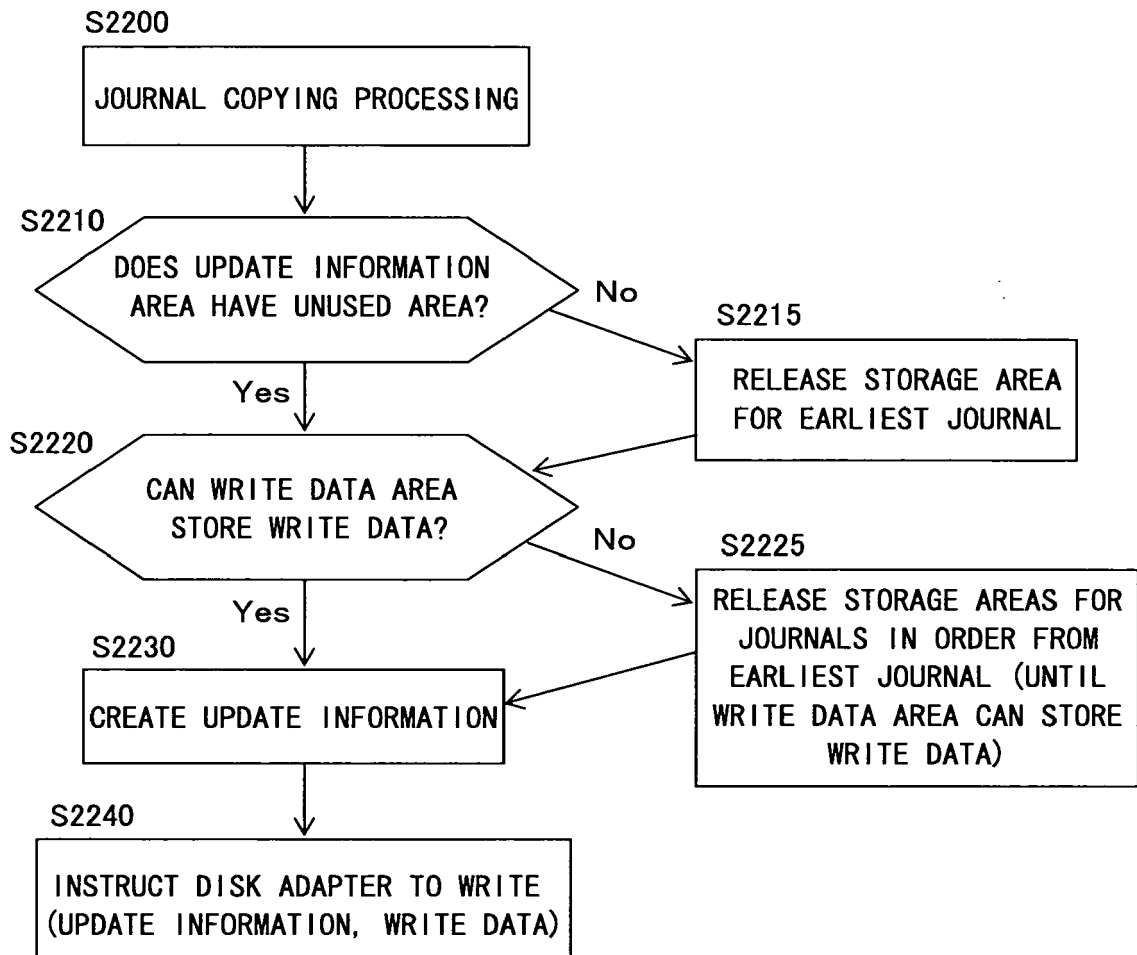 S2200
JOURNAL COPYING PROCESSING
S2210
DOES UPDATE INFORMATION
AREA HAVE UNUSED AREA?
No
S2215
RELEASE STORAGE AREA
FOR EARLIEST JOURNAL
Yes
S2220
CAN WRITE DATA AREA
STORE WRITE DATA?
No
S2225
RELEASE STORAGE AREAS FOR
JOURNALS IN ORDER FROM
EARLIEST JOURNAL (UNTIL
WRITE DATA AREA CAN STORE
WRITE DATA)
Yes
S2230
CREATE UPDATE INFORMATION
S2240
INSTRUCT DISK ADAPTER TO WRITE
(UPDATE INFORMATION, WRITE DATA)